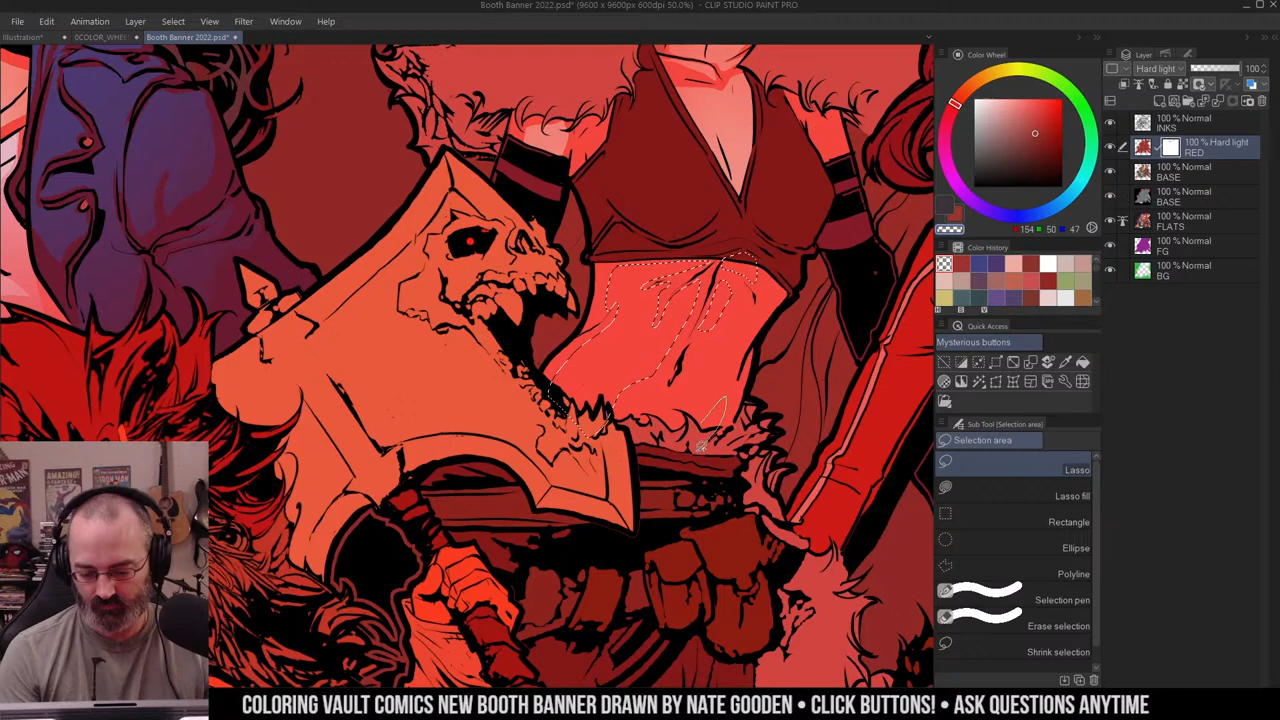 Booth Banner 2022.psd* (9600 x 9600px 600dpi 50.0%) - CLIP STUDIO PAINT PRO
File Edit Animation Layer Select View Filter Window Help
Illustration* 0COLOR_WHEE Booth Banner 2022.psd*
Color Wheel
154 50 47
Color History
H S V
Quick Access
Mysterious buttons
Sub Tool [Selection area]
Selection area
Lasso
Lasso fill
Rectangle
Ellipse
Polyline
Selection pen
Erase selection
Shrink selection
Layer
Hard light 100
100 % Normal
INKS
100 % Hard light
RED
100 % Normal
BASE
100 % Normal
BASE
100 % Normal
FLATS
100 % Normal
FG
100 % Normal
BG
AMAZING
COLORING VAULT COMICS NEW BOOTH BANNER DRAWN BY NATE GOODEN • CLICK BUTTONS! • ASK QUESTIONS ANYTIME